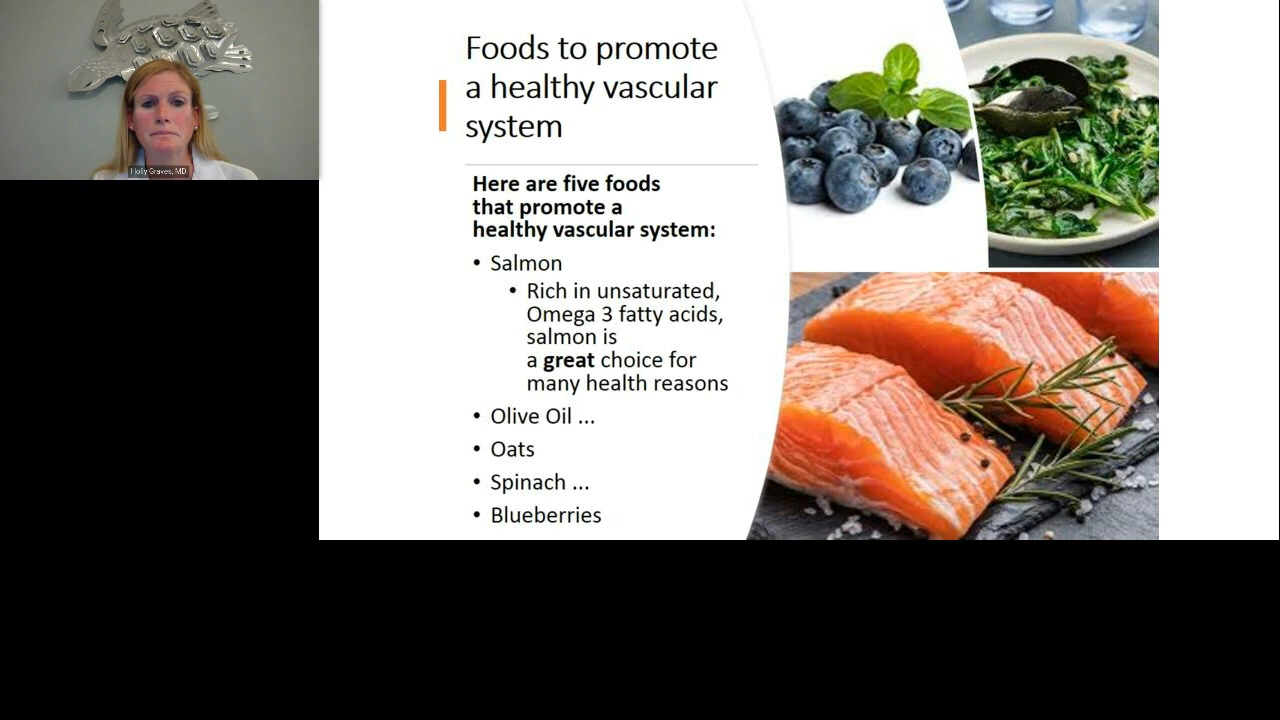 Holly Graves, MD
Foods to promote
a healthy vascular
system
Here are five foods
that promote a
healthy vascular system:
• Salmon
• Rich in unsaturated,
Omega 3 fatty acids,
salmon is
a great choice for
many health reasons
• Olive Oil ...
• Oats
• Spinach ...
• Blueberries